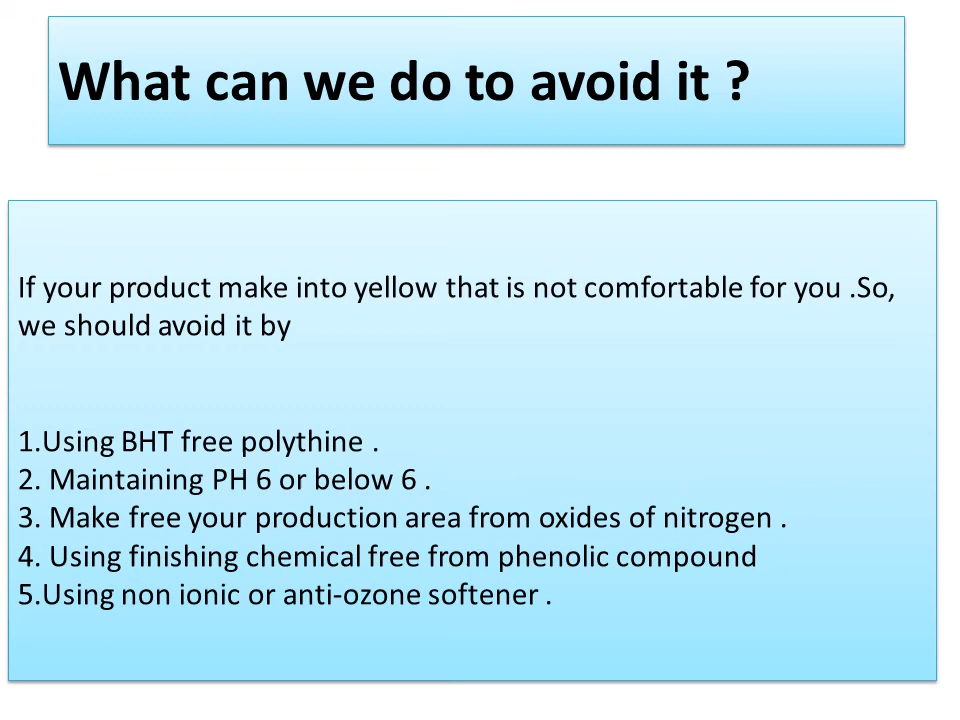 What can we do to avoid it ?
If your product make into yellow that is not comfortable for you .So,
we should avoid it by
1.Using BHT free polythine .
2. Maintaining PH 6 or below 6 .
3. Make free your production area from oxides of nitrogen .
4. Using finishing chemical free from phenolic compound
5.Using non ionic or anti-ozone softener .